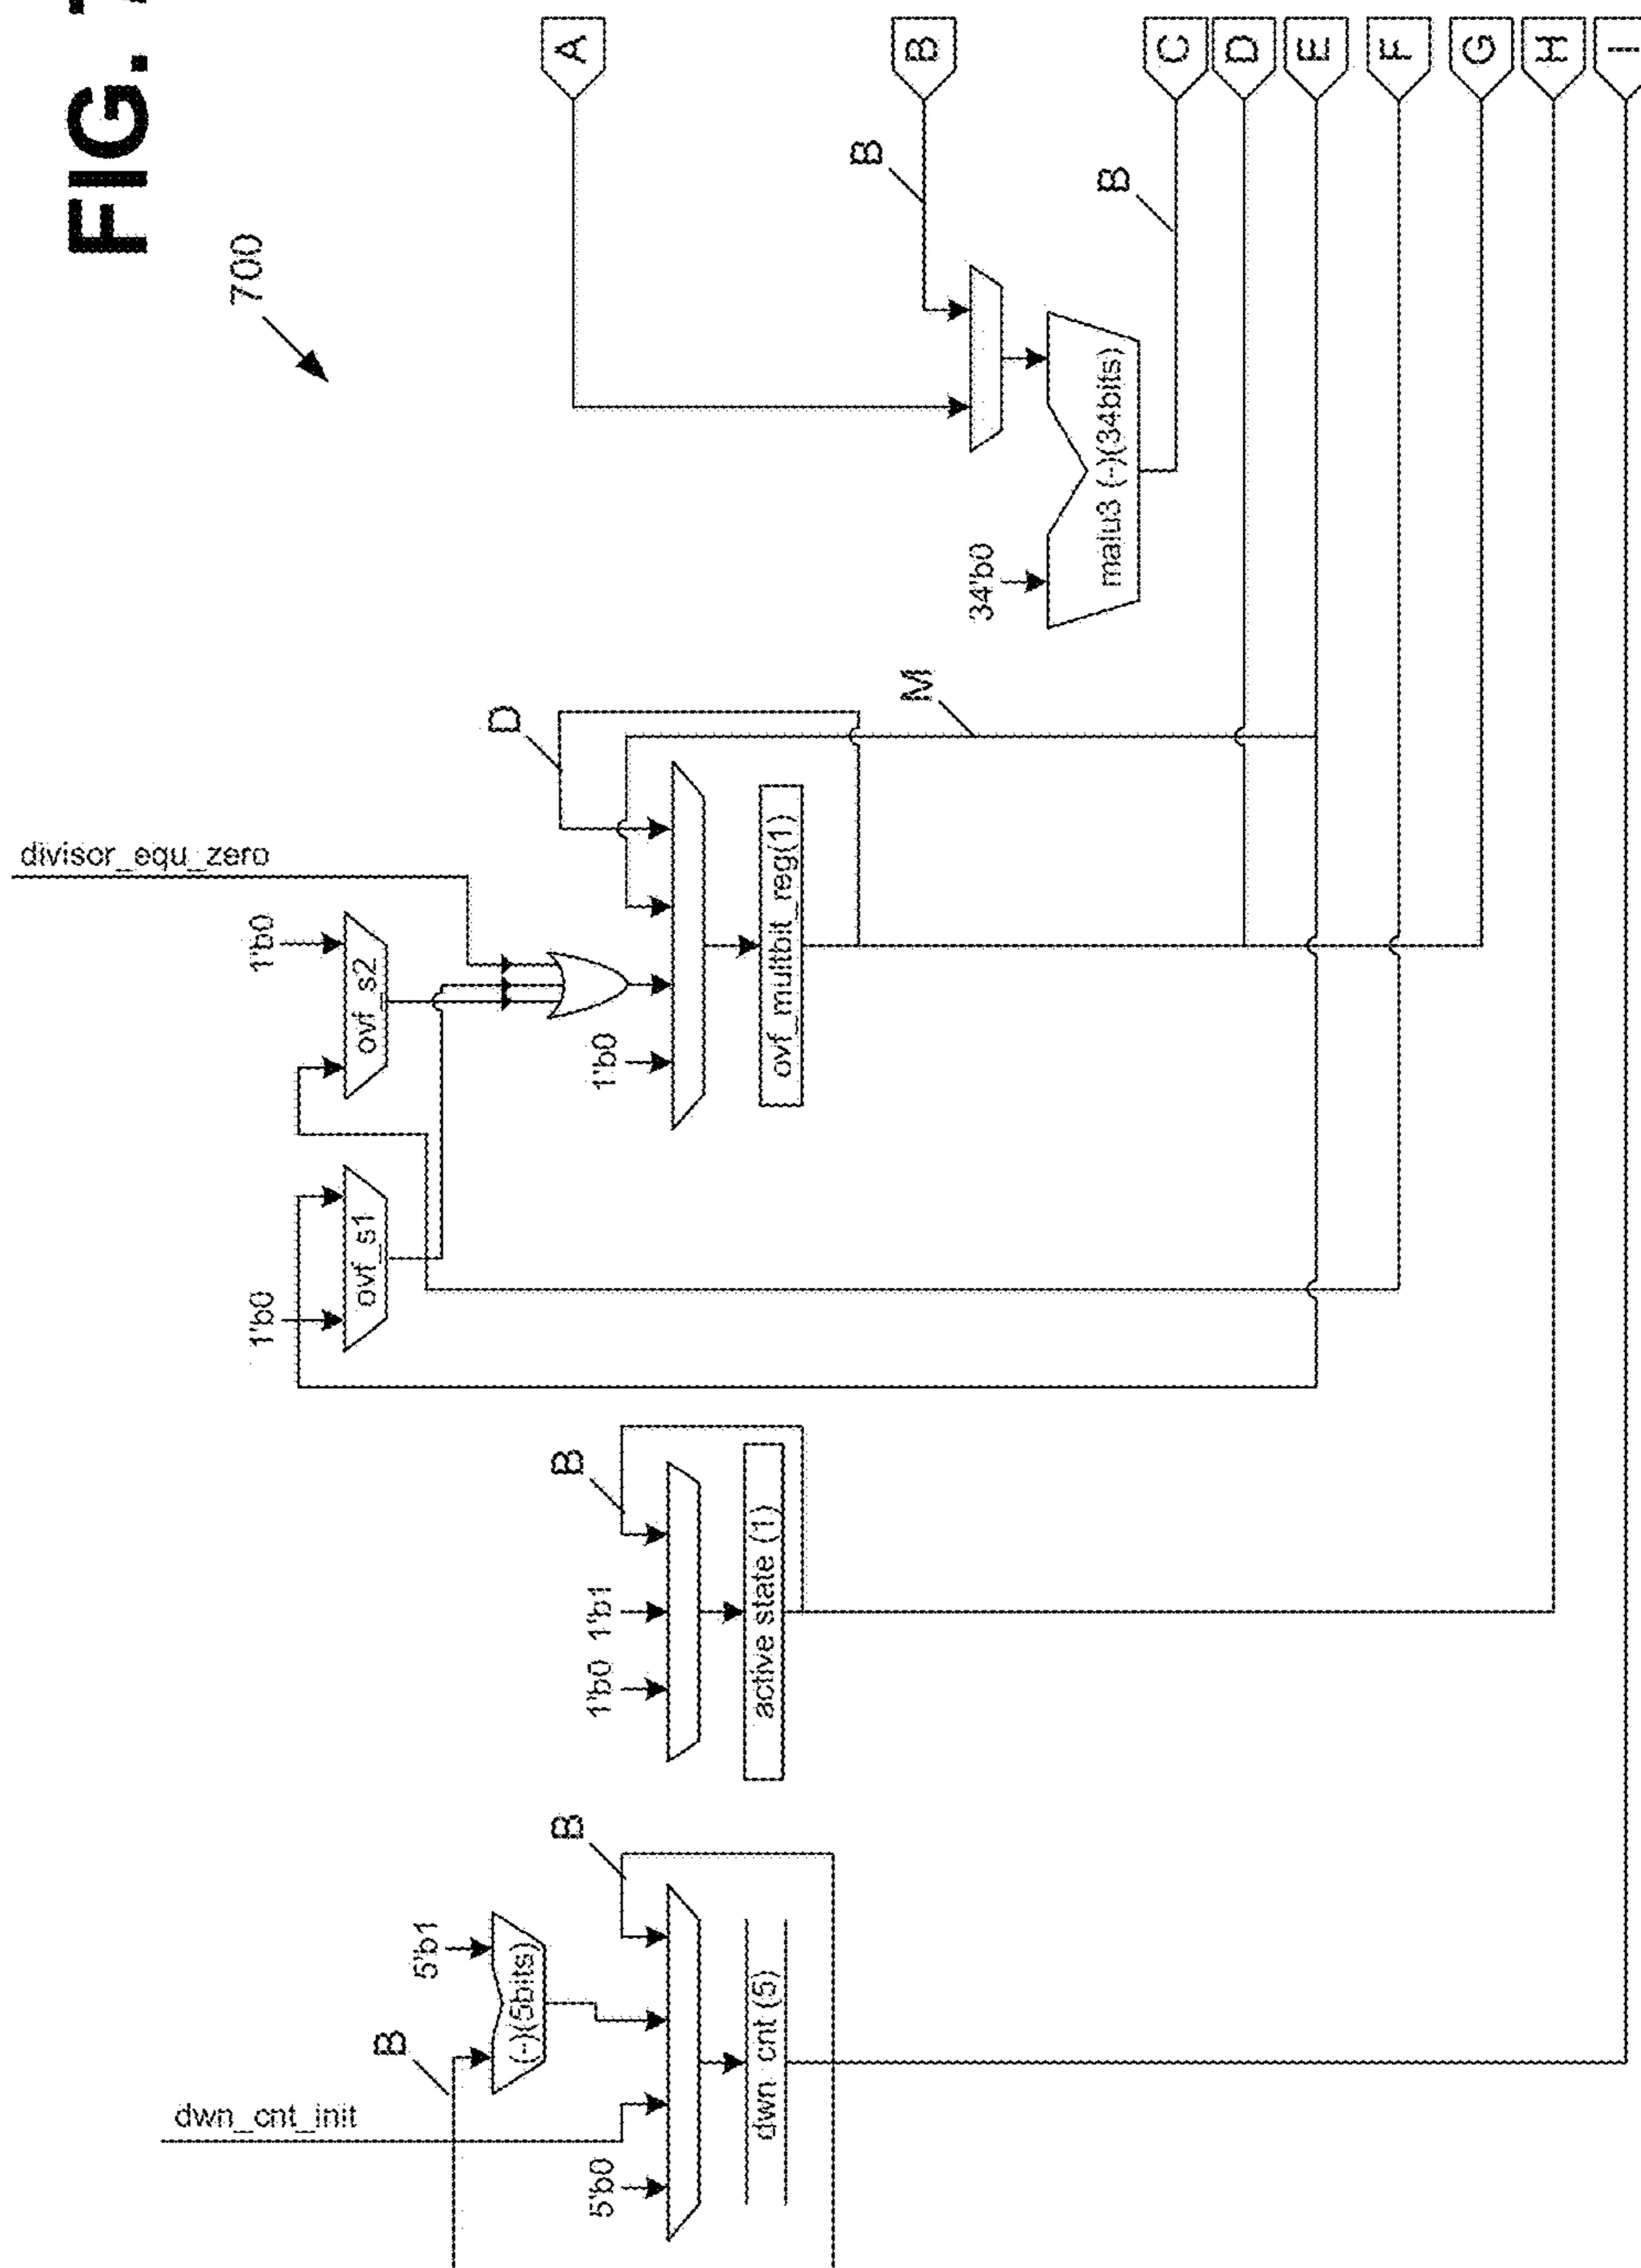 FIG. 7
700
dwn_cnt_init
B
5'b1
(-)(5bits)
5'b0
B
dwn_cnt (5)
1'b0
1'b1
B
active state (1)
1'b0
ovf_s1
1'b0
ovf_s2
divisor_equ_zero
1'b0
D
ovf_multbit_reg(1)
M
34'b0
malu3 (-)(34bits)
B
B
A
B
C
D
E
F
G
H
I